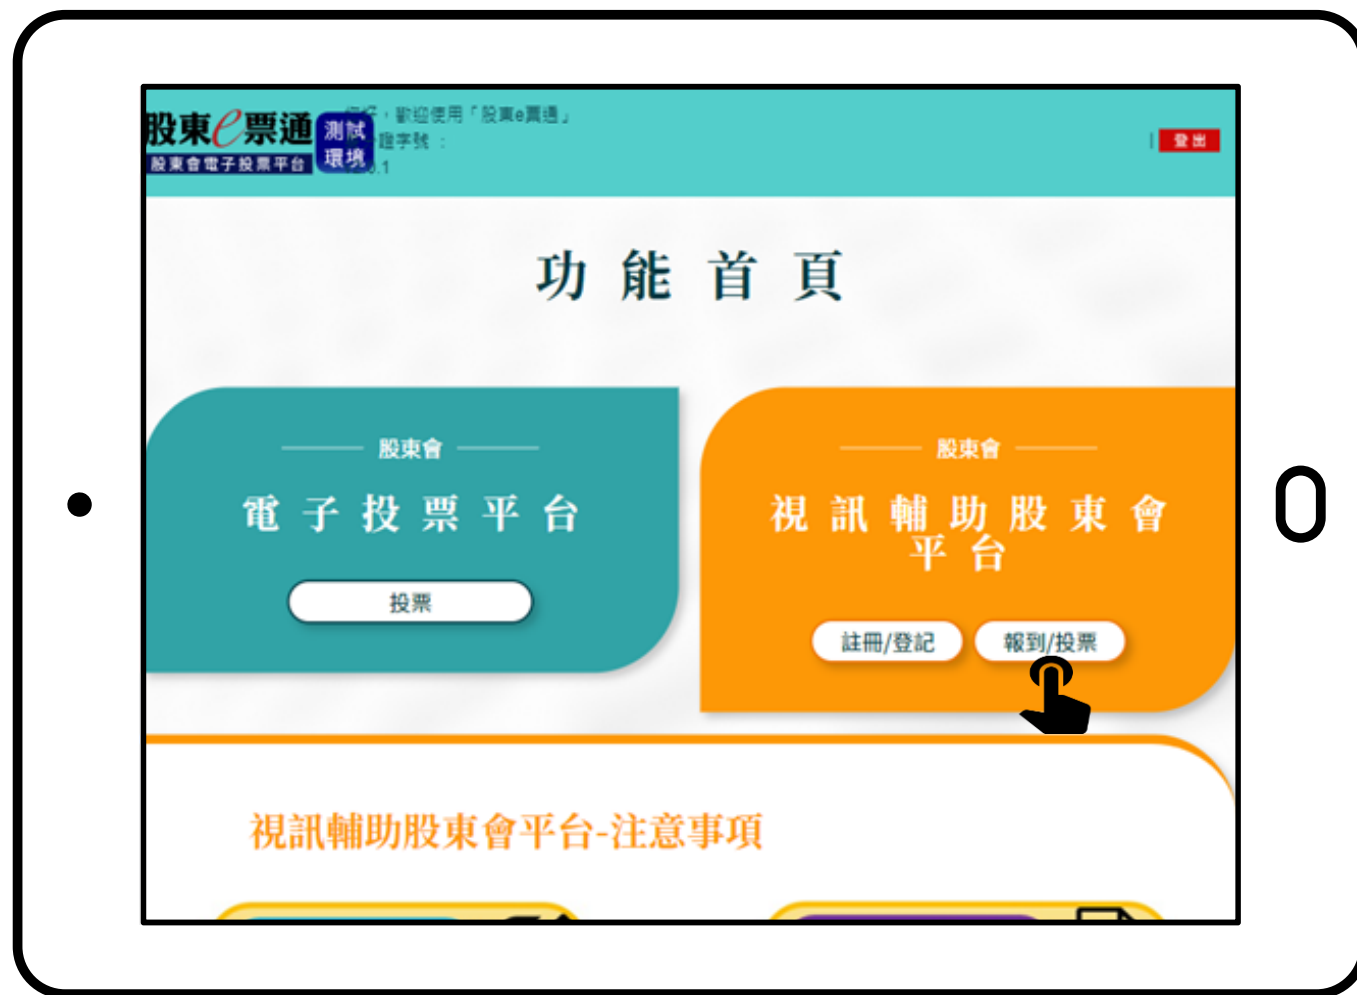 股東e票通
股東會電子投票平台
測試
環境
，歡迎使用「股東e票通」
證字號：
登出
功能首頁
股東會
電子投票平台
投票
股東會
視訊輔助股東會
平台
註冊/登記
報到/投票
視訊輔助股東會平台-注意事項